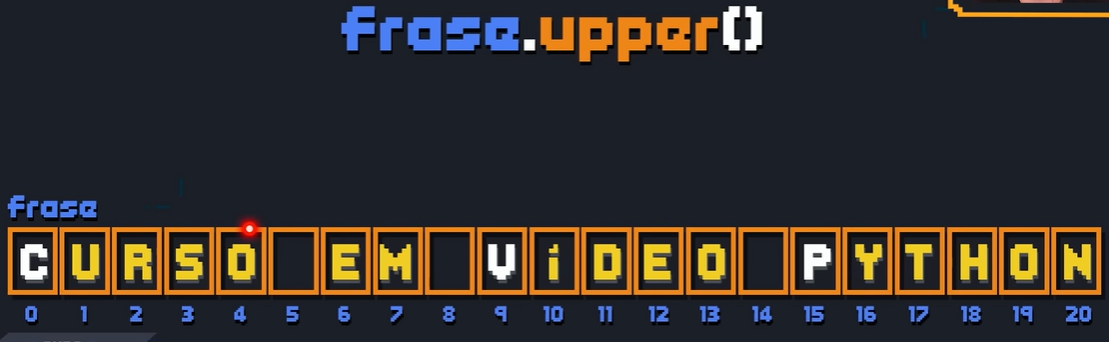 frase.upper()
frase
CURSO EM VíDEO PYTHON
0 1 2 3 4 5 6 7 8 9 10 11 12 13 14 15 16 17 18 19 20